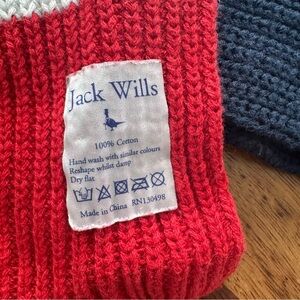 Jack Wills
100% Cotton
Hand wash with similar colours
Reshape whilst damp
Dry flat
Made in China RN130498